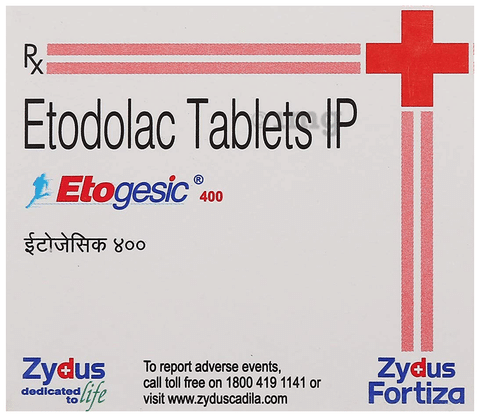 Rx
Etodolac Tablets IP
Etogesic® 400
ईटोजेसिक ४००
Zydus
dedicated
to life
To report adverse events,
call toll free on 1800 419 1141 or
visit www.zyduscadila.com
Zydus
Fortiza